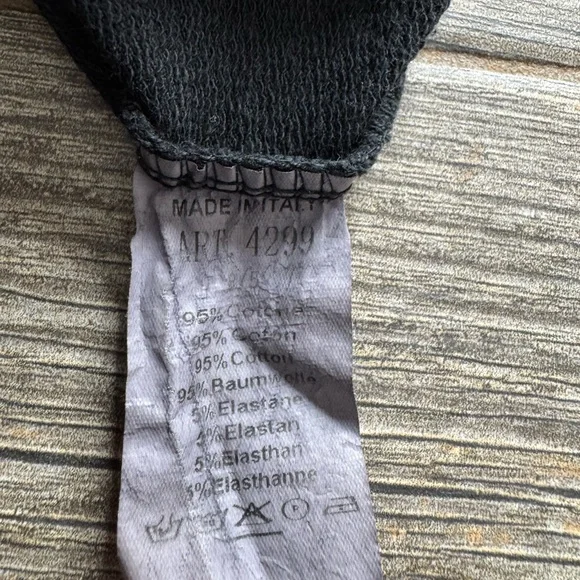 MADE IN ITALY
ART. 4299
95% Cotone
95% Coton
95% Cotton
95% Baumwolle
5% Elastane
5% Elastan
5% Elasthan
5% Elasthanne